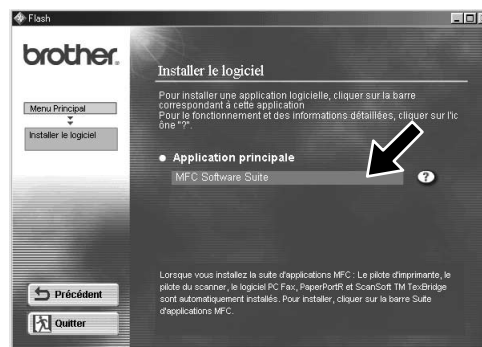 Flash
brother.
Menu Principal
Installer le logiciel
Installer le logiciel
Pour installer une application logicielle, cliquer sur la barre
correspondant à cette application
Pour le fonctionnement et des informations détaillées, cliquer sur l'ic
ône "?".
Application principale
MFC Software Suite
?
Lorsque vous installez la suite d'applications MFC : Le pilote d'imprimante, le
pilote du scanner, le logiciel PC Fax, PaperPortR et ScanSoft TM TexBridge
sont automatiquement installés. Pour installer, cliquer sur la barre Suite
d'applications MFC.
Précédent
Quitter